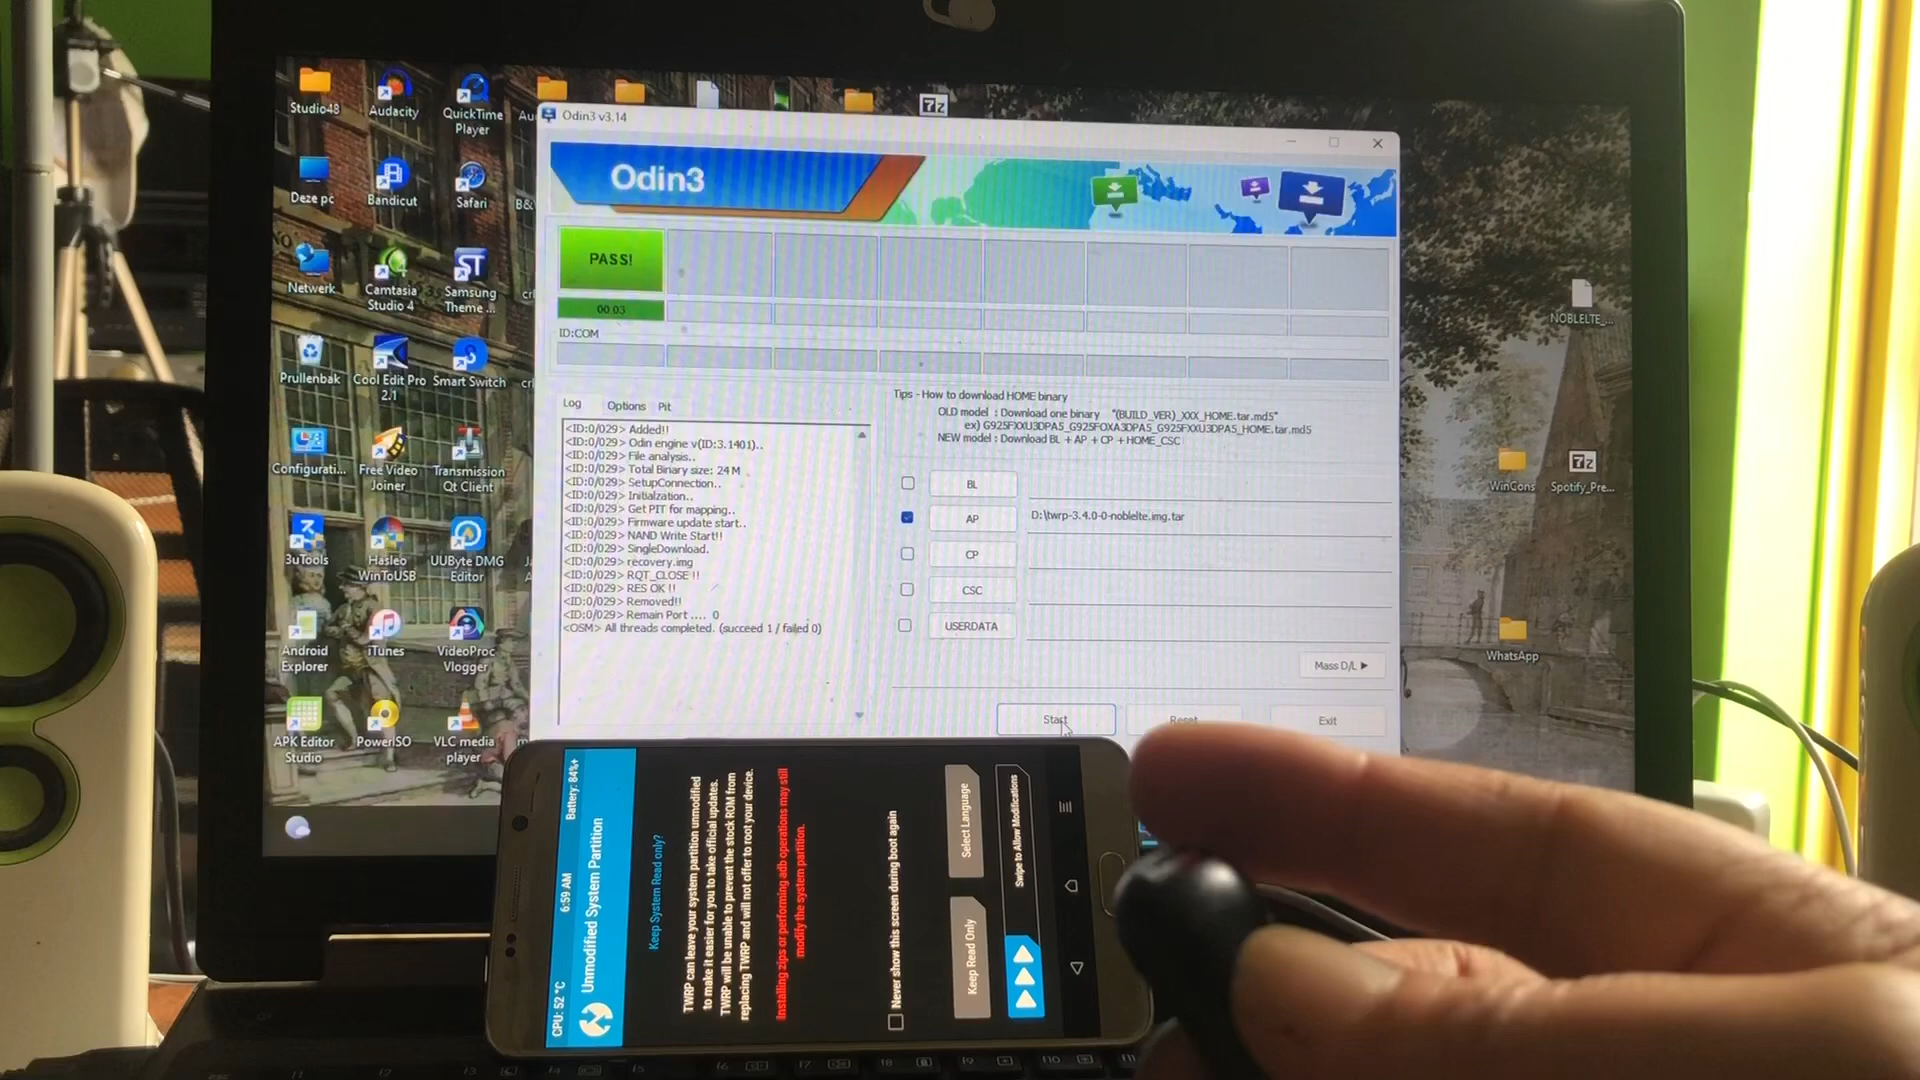 Studio48
Audacity
QuickTime
Player
Deze pc
Bandicut
Safari
Netwerk
Camtasia
Studio 4
Samsung
Theme ...
Prullenbak
Cool Edit Pro
2.1
Smart Switch
Configurati...
Free Video
Joiner
Transmission
Qt Client
3uTools
Hasleo
WinToUSB
UUByte DMG
Editor
Android
Explorer
iTunes
VideoProc
Vlogger
APK Editor
Studio
PowerISO
VLC media
player
7z
Odin3 v3.14
Odin3
PASS!
00:03
ID:COM
Log
Options
Pit
<ID:0/029> Added!!
<ID:0/029> Odin engine v(ID:3.1401)..
<ID:0/029> File analysis..
<ID:0/029> Total Binary size: 24 M
<ID:0/029> SetupConnection..
<ID:0/029> Initialzation..
<ID:0/029> Get PIT for mapping..
<ID:0/029> Firmware update start..
<ID:0/029> NAND Write Start!!
<ID:0/029> SingleDownload.
<ID:0/029> recovery.img
<ID:0/029> RQT_CLOSE !!
<ID:0/029> RES OK !!
<ID:0/029> Removed!!
<ID:0/029> Remain Port .... 0
<OSM> All threads completed. (succeed 1 / failed 0)
Tips - How to download HOME binary
OLD model : Download one binary "(BUILD_VER)_XXX_HOME.tar.md5"
ex) G925FXXU3DPA5_G925FOXA3DPA5_G925FXXU3DPA5_HOME.tar.md5
NEW model : Download BL + AP + CP + HOME_CSC
BL
AP
D:\twrp-3.4.0-0-noblelte.img.tar
CP
CSC
USERDATA
Mass D/L
Start
Reset
Exit
NOBLELTE_...
WinCons
7z
Spotify_Pre...
WhatsApp
CPU: 52 °C
6:59 AM
Battery: 84%+
Unmodified System Partition
Keep System Read only?
TWRP can leave your system partition unmodified
to make it easier for you to take official updates.
TWRP will be unable to prevent the stock ROM from
replacing TWRP and will not offer to root your device.
Installing zips or performing adb operations may still
modify the system partition.
Never show this screen during boot again
Keep Read Only
Select Language
Swipe to Allow Modifications